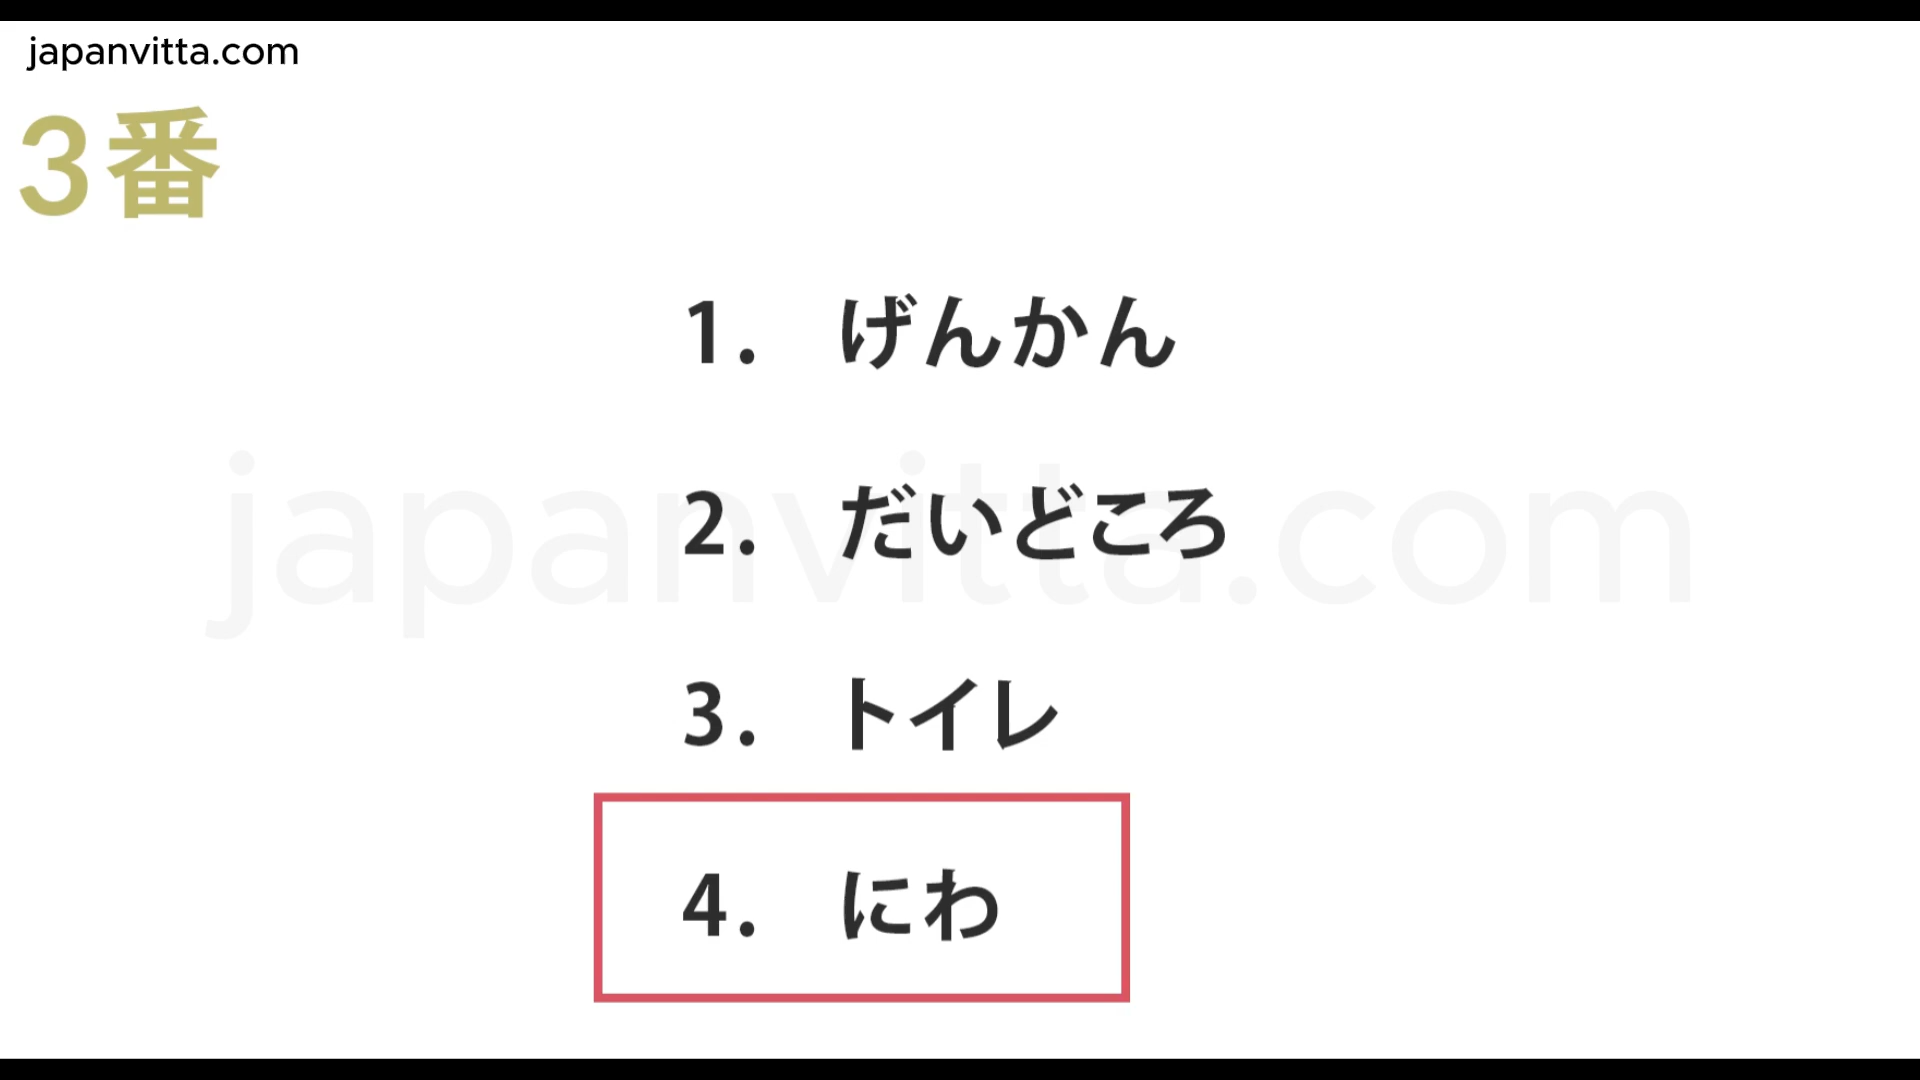 japanvitta.com
3番
1. げんかん
2. だいどころ
3. トイレ
4. にわ
japanvitta.com